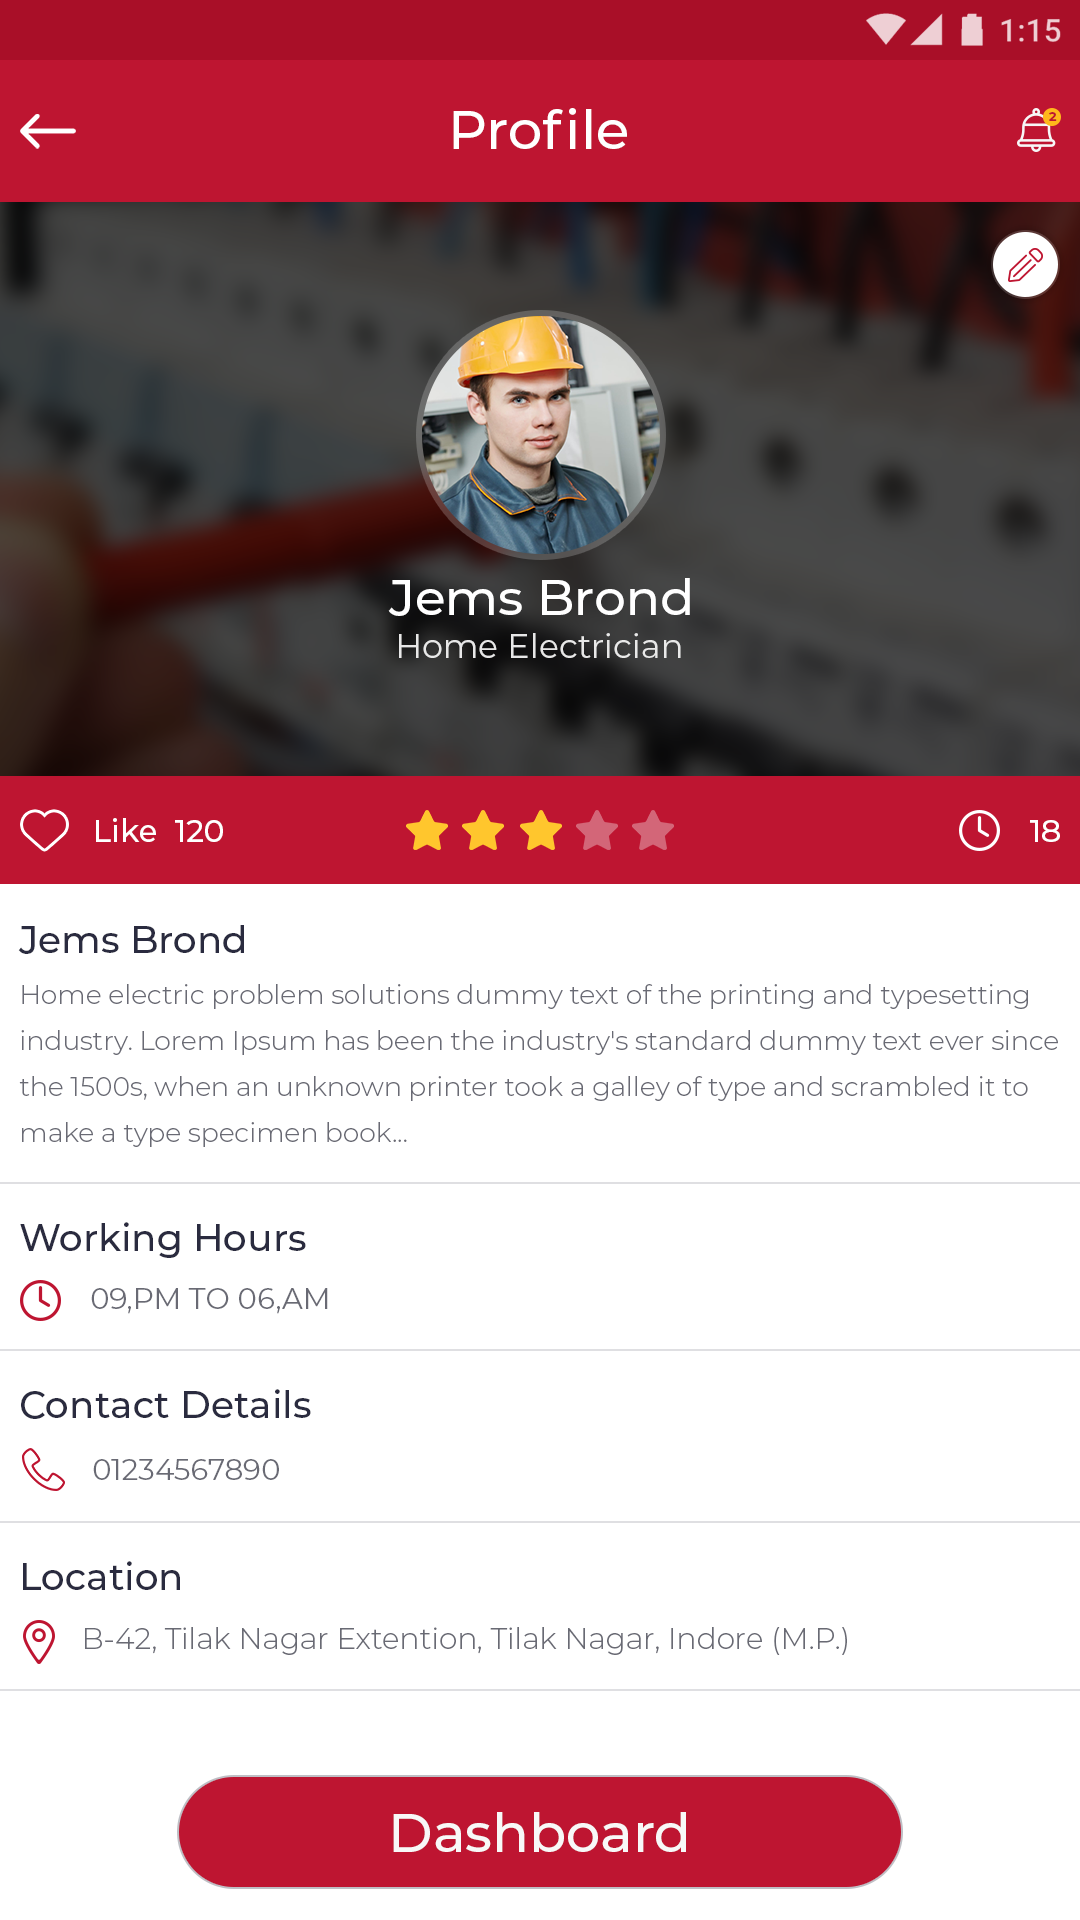 1:15
Profile
2
Jems Brond
Home Electrician
Like 120
18
Jems Brond
Home electric problem solutions dummy text of the printing and typesetting
industry. Lorem Ipsum has been the industry's standard dummy text ever since
the 1500s, when an unknown printer took a galley of type and scrambled it to
make a type specimen book...
Working Hours
09,PM TO 06,AM
Contact Details
01234567890
Location
B-42, Tilak Nagar Extention, Tilak Nagar, Indore (M.P.)
Dashboard